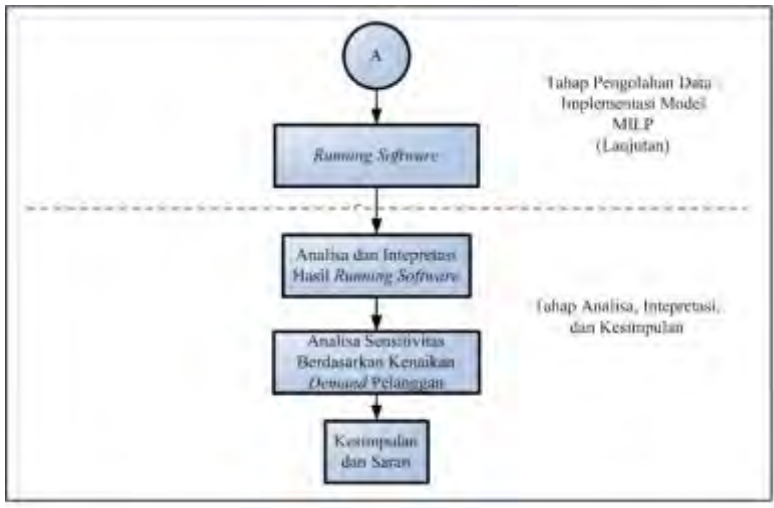 A
Tahap Pengolahan Data -
Implementasi Model
MILP
(Lanjutan)
Running Software
Analisa dan Intepretasi
Hasil Running Software
Tahap Analisa, Intepretasi,
dan Kesimpulan
Analisa Sensitivitas
Berdasarkan Kenaikan
Demand Pelanggan
Kesimpulan
dan Saran